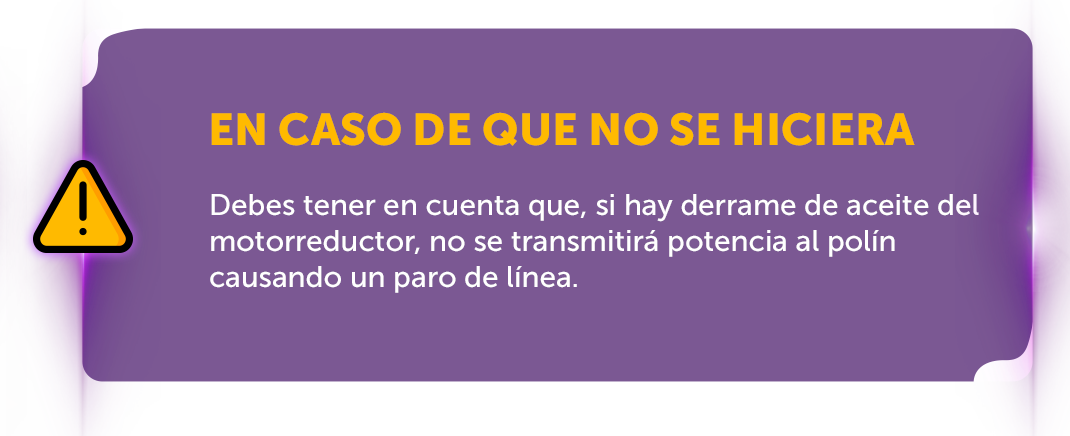 EN CASO DE QUE NO SE HICIERA
Debes tener en cuenta que, si hay derrame de aceite del
motorreductor, no se transmitirá potencia al polín
causando un paro de línea.